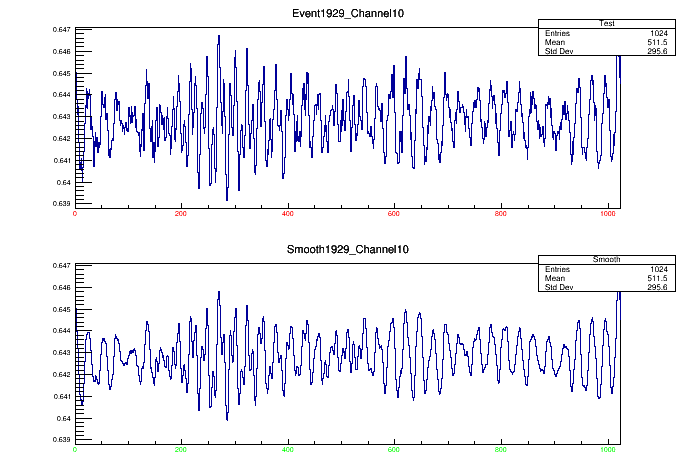 Event1929_Channel10
Test
Entries 1024
Mean 511.5
Std Dev 295.6
0.647
0.646
0.645
0.644
0.643
0.642
0.641
0.64
0.639
0 200 400 600 800 1000
Smooth1929_Channel10
Smooth
Entries 1024
Mean 511.5
Std Dev 295.6
0.647
0.646
0.645
0.644
0.643
0.642
0.641
0.64
0.639
0 200 400 600 800 1000